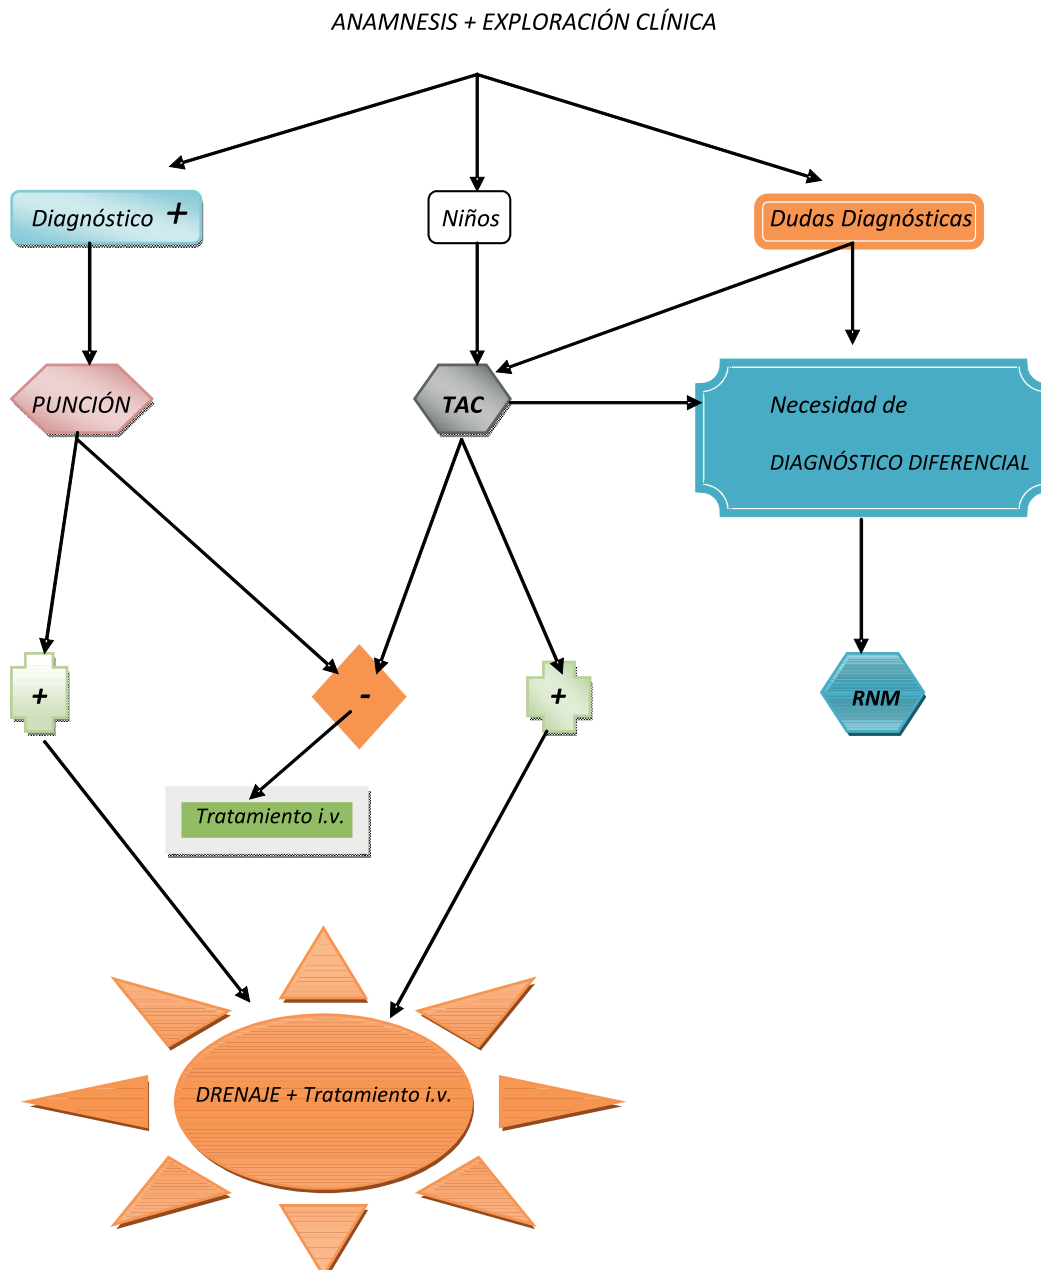 ANAMNESIS + EXPLORACIÓN CLÍNICA
Diagnóstico +
Niños
Dudas Diagnósticas
PUNCIÓN
TAC
Necesidad de
DIAGNÓSTICO DIFERENCIAL
+
-
+
RNM
Tratamiento i.v.
DRENAJE + Tratamiento i.v.